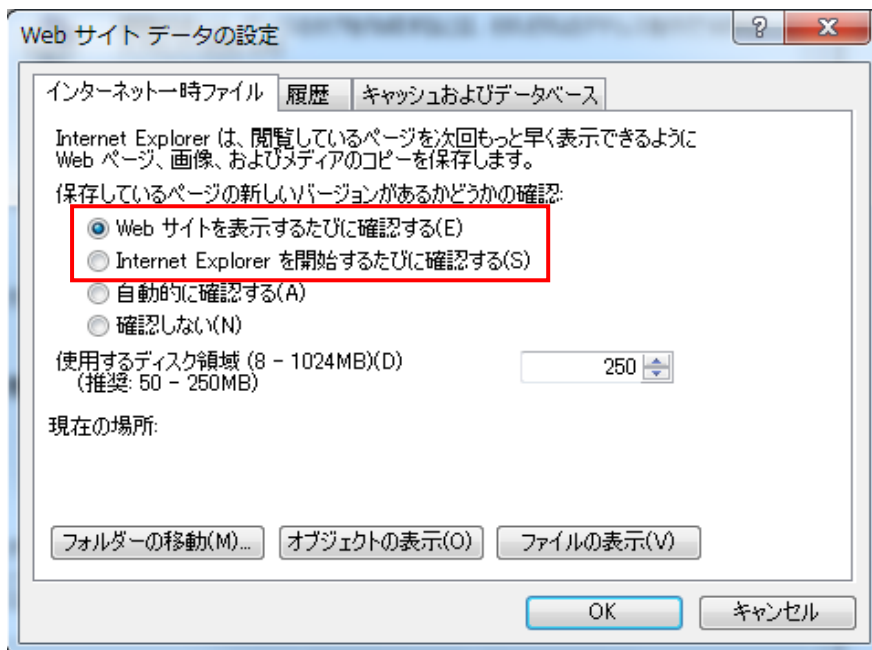 Web サイト データの設定
インターネット一時ファイル 履歴 キャッシュおよびデータベース
Internet Explorer は、閲覧しているページを次回もっと早く表示できるように
Web ページ、画像、およびメディアのコピーを保存します。
保存しているページの新しいバージョンがあるかどうかの確認:
Web サイトを表示するたびに確認する(E)
Internet Explorer を開始するたびに確認する(S)
自動的に確認する(A)
確認しない(N)
使用するディスク領域 (8 - 1024MB)(D) 250
(推奨: 50 - 250MB)
現在の場所:
フォルダーの移動(M)... オブジェクトの表示(O) ファイルの表示(V)
OK キャンセル